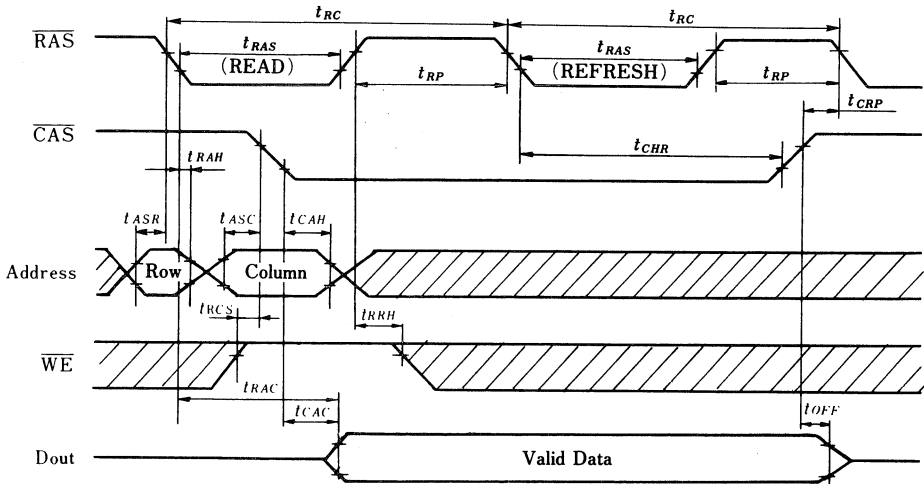 tRC tRC
RAS tRAS tRAS
(READ) (REFRESH)
tRP tRP
tCRP
CAS
tRAH tCHR
tASR tASC tCAH
Address Row Column
tRCS tRRH
WE
tRAC
tCAC tOFF
Dout Valid Data